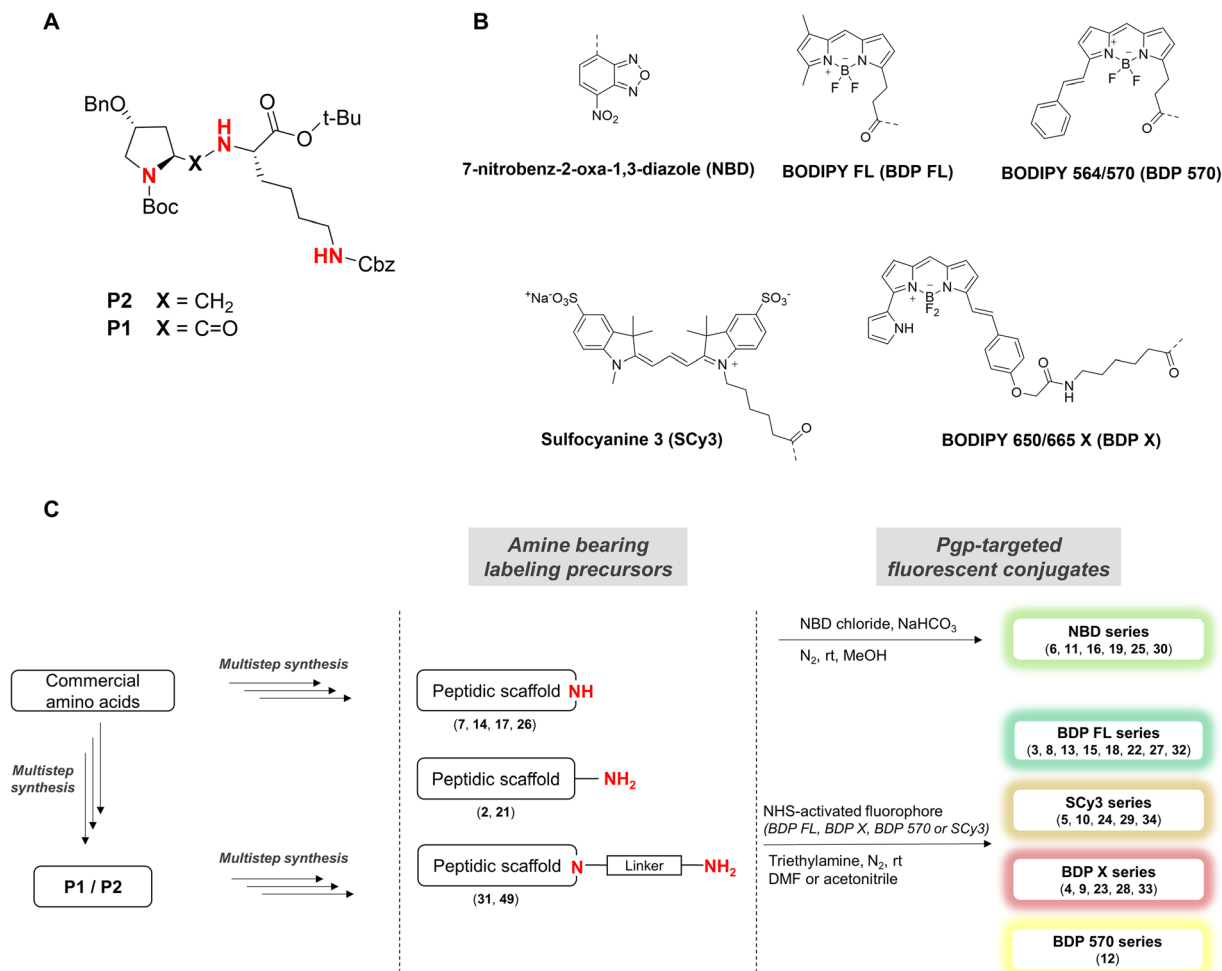 A
BnO
N
Boc
X
H
N
O
O
t-Bu
HN
Cbz
P2 X = CH2
P1 X = C=O
B
N
O
N
NO2
7-nitrobenz-2-oxa-1,3-diazole (NBD)
N
+
B
−
N
F
F
O
BODIPY FL (BDP FL)
N
+
B
−
N
F
F
O
BODIPY 564/570 (BDP 570)
+Na-O3S
SO3-
N
N
+
O
Sulfocyanine 3 (SCy3)
N
+
B
−
N
F2
NH
O
O
N
H
O
BODIPY 650/665 X (BDP X)
C
Amine bearing
labeling precursors
Pgp-targeted
fluorescent conjugates
Commercial
amino acids
Multistep synthesis
Multistep
synthesis
P1 / P2
Multistep synthesis
Peptidic scaffold NH
(7, 14, 17, 26)
Peptidic scaffold NH2
(2, 21)
Peptidic scaffold N Linker NH2
(31, 49)
NBD chloride, NaHCO3
N2, rt, MeOH
NHS-activated fluorophore
(BDP FL, BDP X, BDP 570 or SCy3)
Triethylamine, N2, rt
DMF or acetonitrile
NBD series
(6, 11, 16, 19, 25, 30)
BDP FL series
(3, 8, 13, 15, 18, 22, 27, 32)
SCy3 series
(5, 10, 24, 29, 34)
BDP X series
(4, 9, 23, 28, 33)
BDP 570 series
(12)